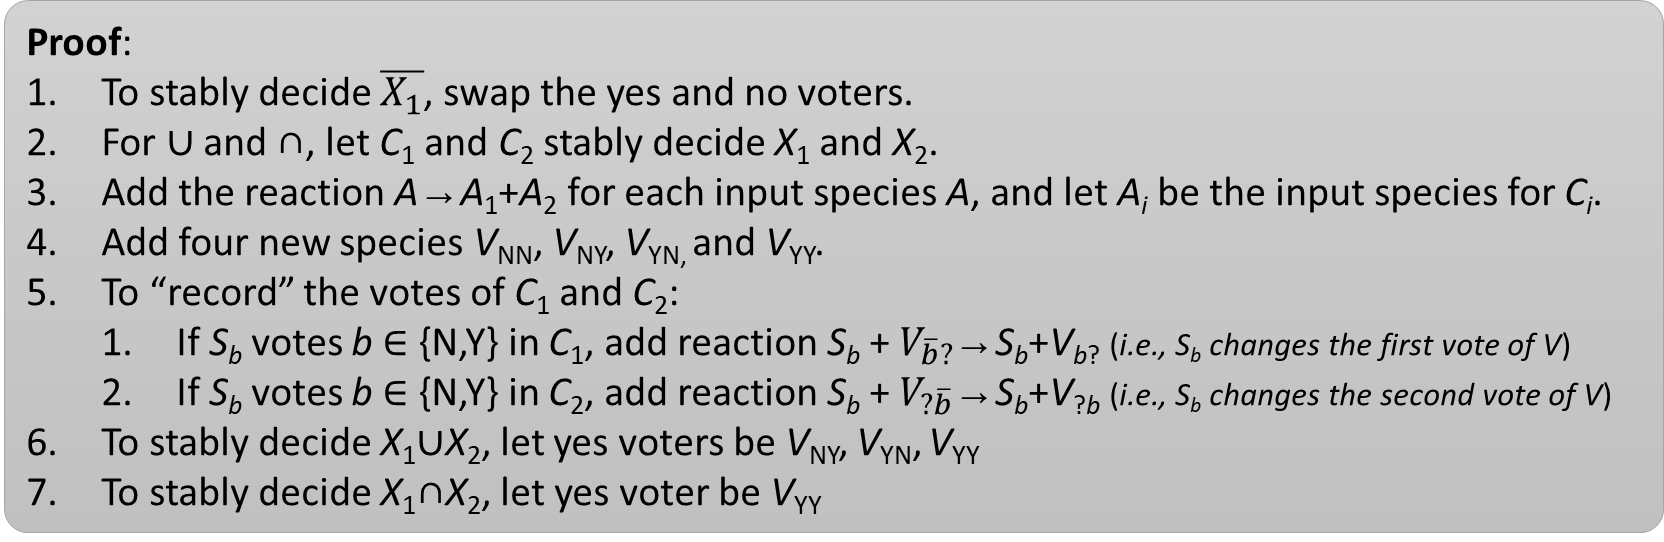 Proof:
1. To stably decide X̅₁, swap the yes and no voters.
2. For ∪ and ∩, let C₁ and C₂ stably decide X₁ and X₂.
3. Add the reaction A → A₁+A₂ for each input species A, and let Aᵢ be the input species for Cᵢ.
4. Add four new species V_NN, V_NY, V_YN, and V_YY.
5. To “record” the votes of C₁ and C₂:
1. If S_b votes b ∈ {N,Y} in C₁, add reaction S_b + V_b̅? → S_b+V_b? (i.e., S_b changes the first vote of V)
2. If S_b votes b ∈ {N,Y} in C₂, add reaction S_b + V_?b̅ → S_b+V_?b (i.e., S_b changes the second vote of V)
6. To stably decide X₁∪X₂, let yes voters be V_NY, V_YN, V_YY
7. To stably decide X₁∩X₂, let yes voter be V_YY